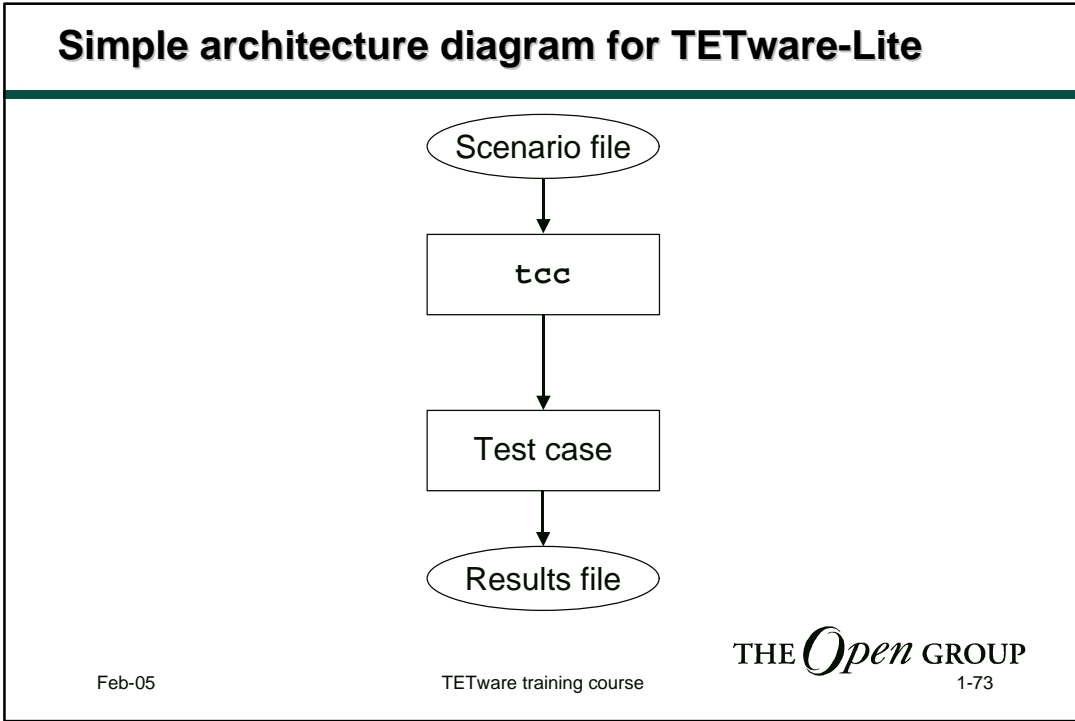 Simple architecture diagram for TETware-Lite
Scenario file
tcc
Test case
Results file
THE Open GROUP
Feb-05
TETware training course
1-73